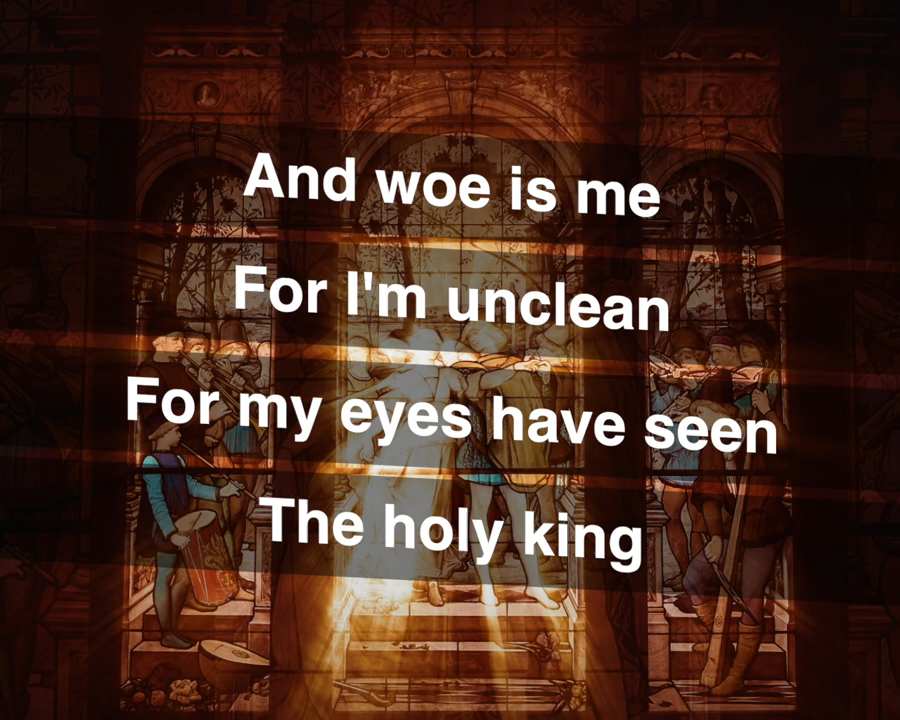 And woe is me
For I'm unclean
For my eyes have seen
The holy king